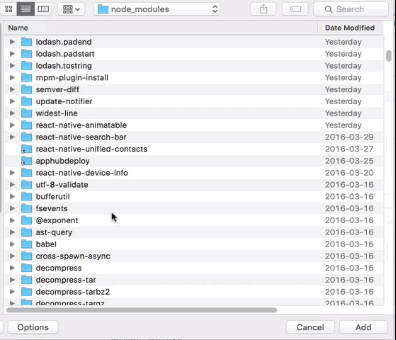 node_modules
Search
Name Date Modified
lodash.padend Yesterday
lodash.padstart Yesterday
lodash.tostring Yesterday
rnpm-plugin-install Yesterday
semver-diff Yesterday
update-notifier Yesterday
widest-line Yesterday
react-native-animatable Yesterday
react-native-search-bar 2016-03-29
react-native-unified-contacts 2016-03-27
apphubdeploy 2016-03-25
react-native-device-info 2016-03-20
utf-8-validate 2016-03-16
bufferutil 2016-03-16
fsevents 2016-03-16
@exponent 2016-03-16
ast-query 2016-03-16
babel 2016-03-16
cross-spawn-async 2016-03-16
decompress 2016-03-16
decompress-tar 2016-03-16
decompress-tarbz2 2016-03-16
decompress-targz 2016-03-16
Options Cancel Add